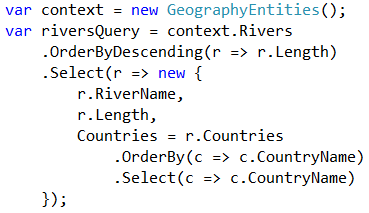 var context = new GeographyEntities();
var riversQuery = context.Rivers
    .OrderByDescending(r => r.Length)
    .Select(r => new {
        r.RiverName,
        r.Length,
        Countries = r.Countries
            .OrderBy(c => c.CountryName)
            .Select(c => c.CountryName)
    });